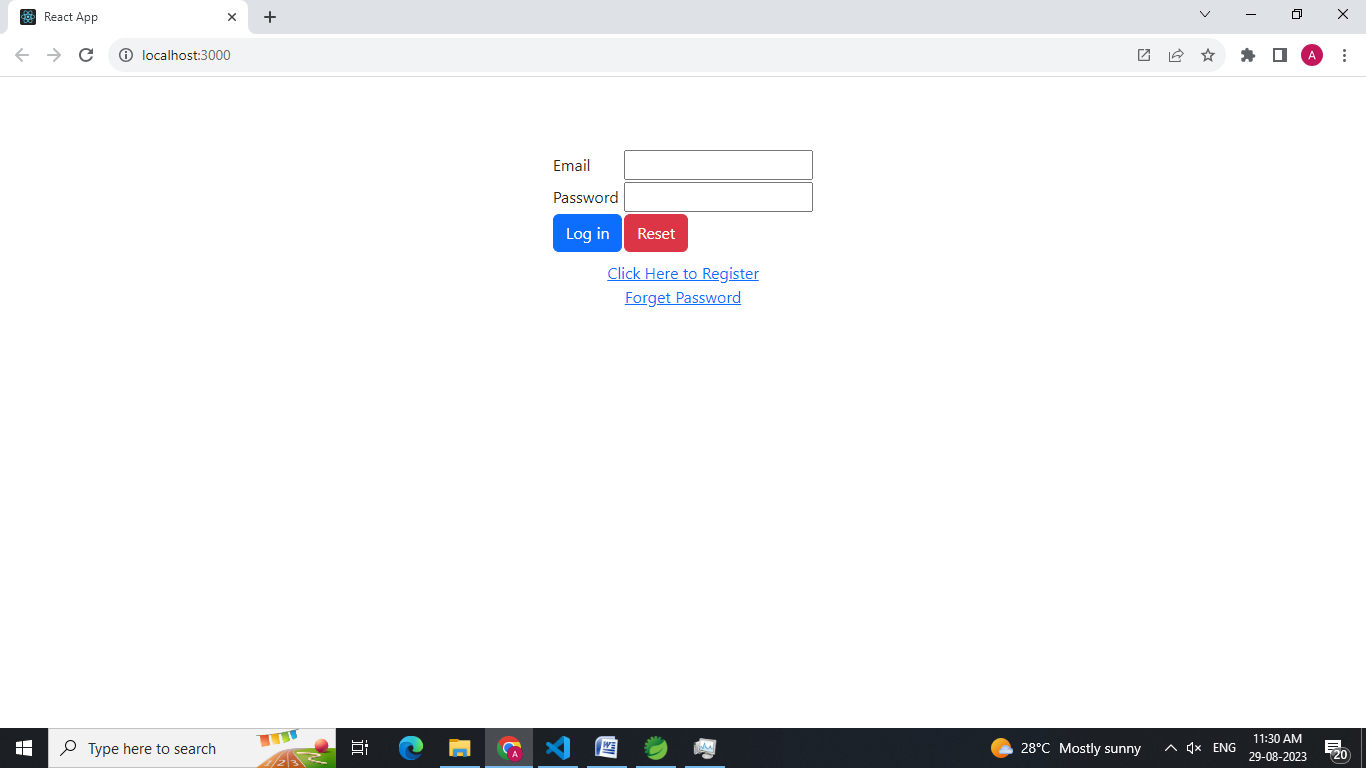 React App
localhost:3000
A
Email
Password
Log in Reset
Click Here to Register
Forget Password
Type here to search
A
W
28°C Mostly sunny
ENG
11:30 AM
29-08-2023
20